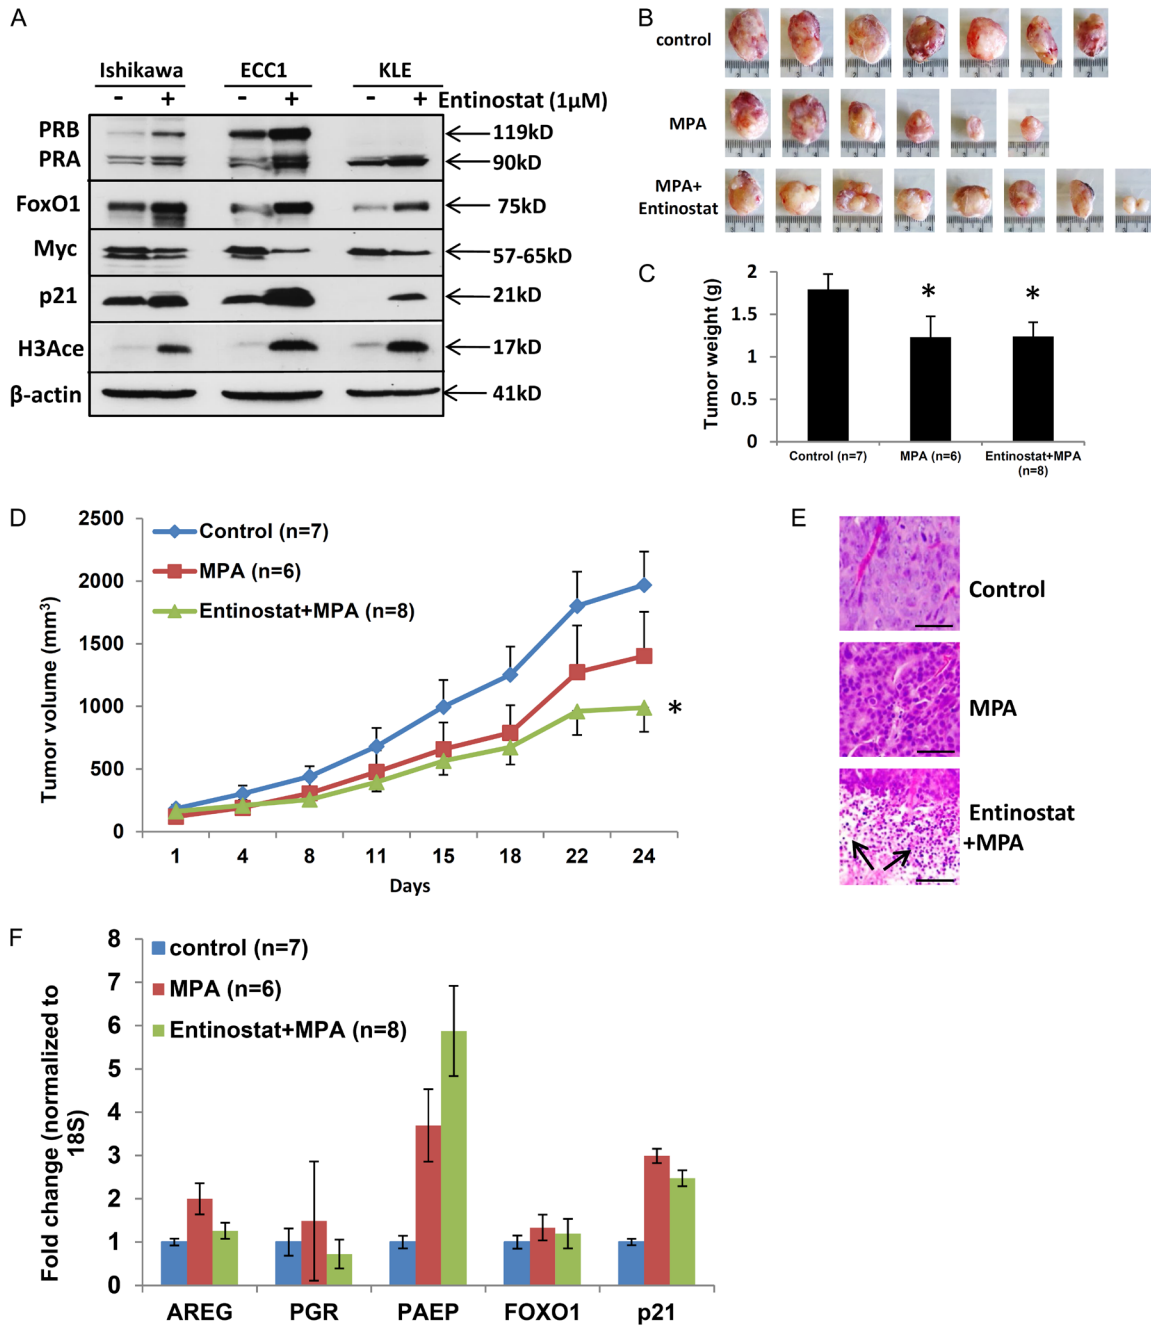 A
Ishikawa ECC1 KLE
- + - + - + Entinostat (1µM)
PRB 119kD
PRA 90kD
FoxO1 75kD
Myc 57-65kD
p21 21kD
H3Ace 17kD
β-actin 41kD
B
control
MPA
MPA+
Entinostat
C
Tumor weight (g)
2
1.5
1
0.5
0
* *
Control (n=7) MPA (n=6) Entinostat+MPA
(n=8)
D
Tumor volume (mm³)
2500
2000
1500
1000
500
0
Control (n=7)
MPA (n=6)
Entinostat+MPA (n=8)
*
1 4 8 11 15 18 22 24
Days
E
Control
MPA
Entinostat
+MPA
F
Fold change (normalized to
18S)
8
7
6
5
4
3
2
1
0
control (n=7)
MPA (n=6)
Entinostat+MPA (n=8)
AREG PGR PAEP FOXO1 p21